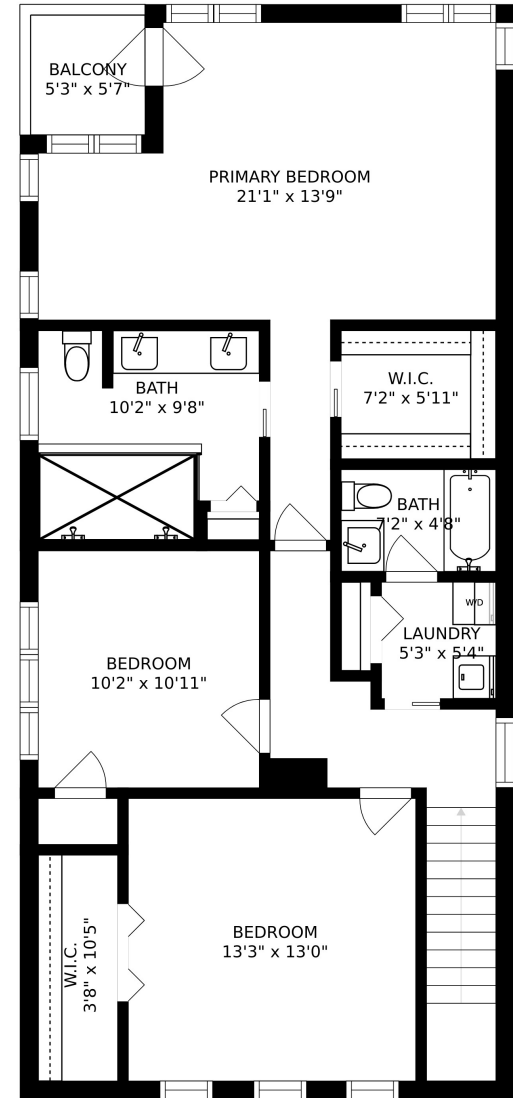 BALCONY
5'3" x 5'7"
PRIMARY BEDROOM
21'1" x 13'9"
BATH
10'2" x 9'8"
W.I.C.
7'2" x 5'11"
BATH
7'2" x 4'8"
W/D
LAUNDRY
5'3" x 5'4"
BEDROOM
10'2" x 10'11"
BEDROOM
13'3" x 13'0"
W.I.C.
3'8" x 10'5"